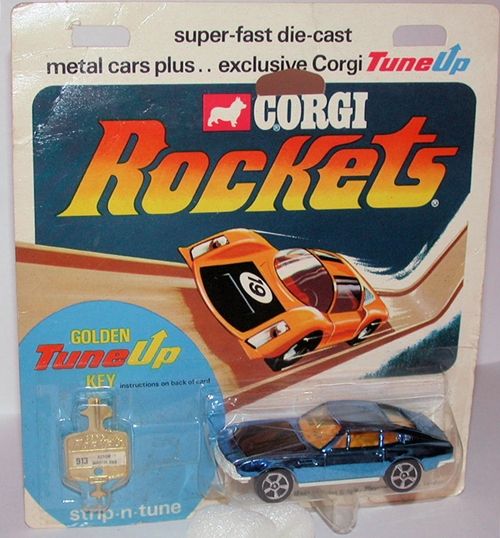 super-fast die-cast
metal cars plus.. exclusive Corgi TuneUp
CORGI
Rockets
19
GOLDEN
TuneUp
KEY instructions on back of card
913
strip-n-tune